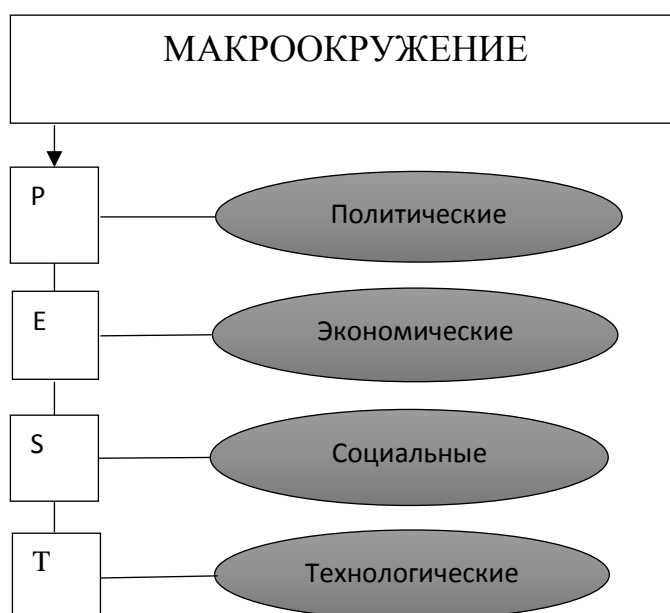 МАКРООКРУЖЕНИЕ
P
Политические
E
Экономические
S
Социальные
T
Технологические